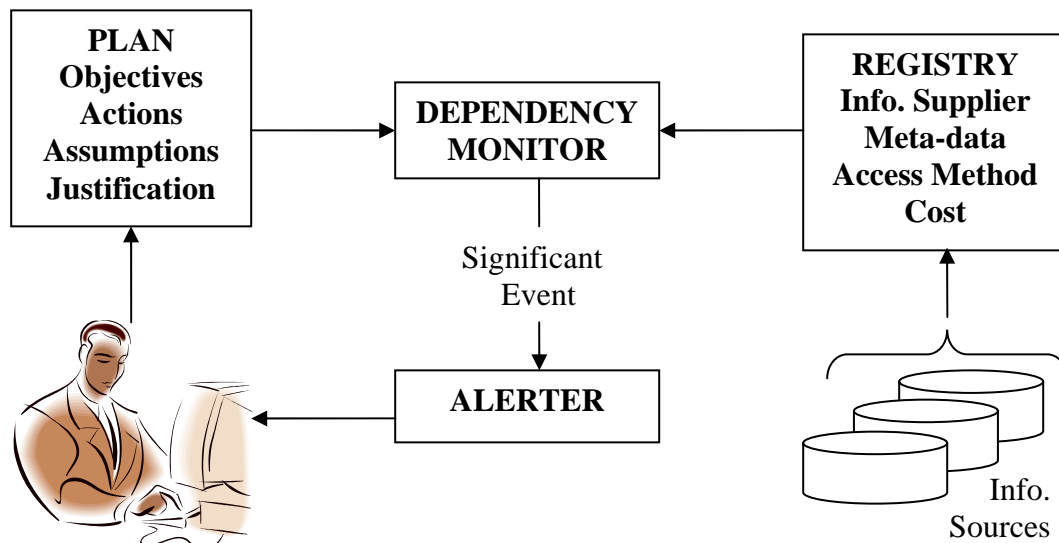 PLAN
Objectives
Actions
Assumptions
Justification
DEPENDENCY
MONITOR
REGISTRY
Info. Supplier
Meta-data
Access Method
Cost
Significant
Event
ALERTER
Info.
Sources